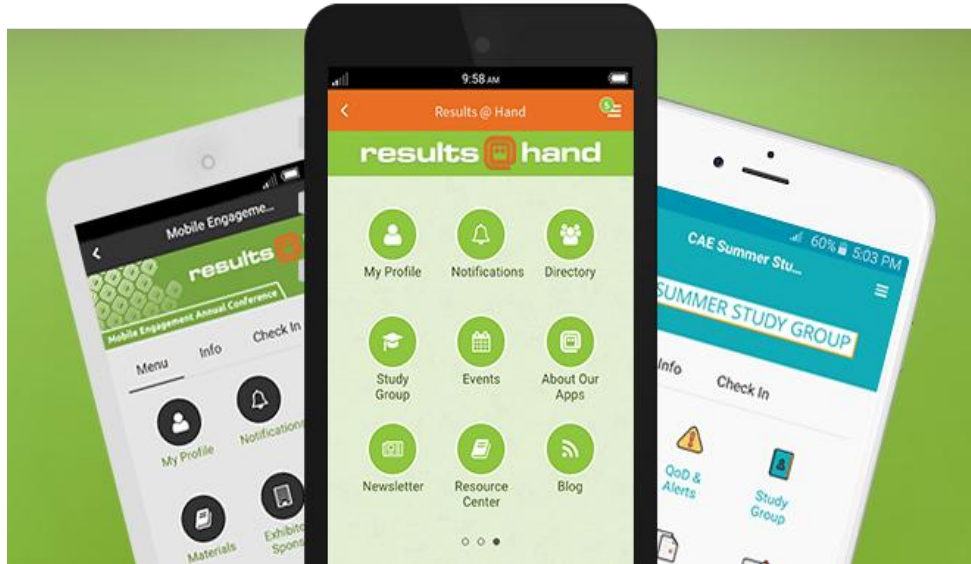 Mobile Engageme...
results
Mobile Engagement Annual Conference
Menu Info Check In
My Profile Notifications
Materials
9:58 AM
Results @ Hand
5
results hand
My Profile Notifications Directory
Study
Group
Events
About Our
Apps
Newsletter
Resource
Center
Blog
60% 5:03 PM
CAE Summer Stu...
SUMMER STUDY GROUP
Info Check In
QoD &
Alerts
Study
Group